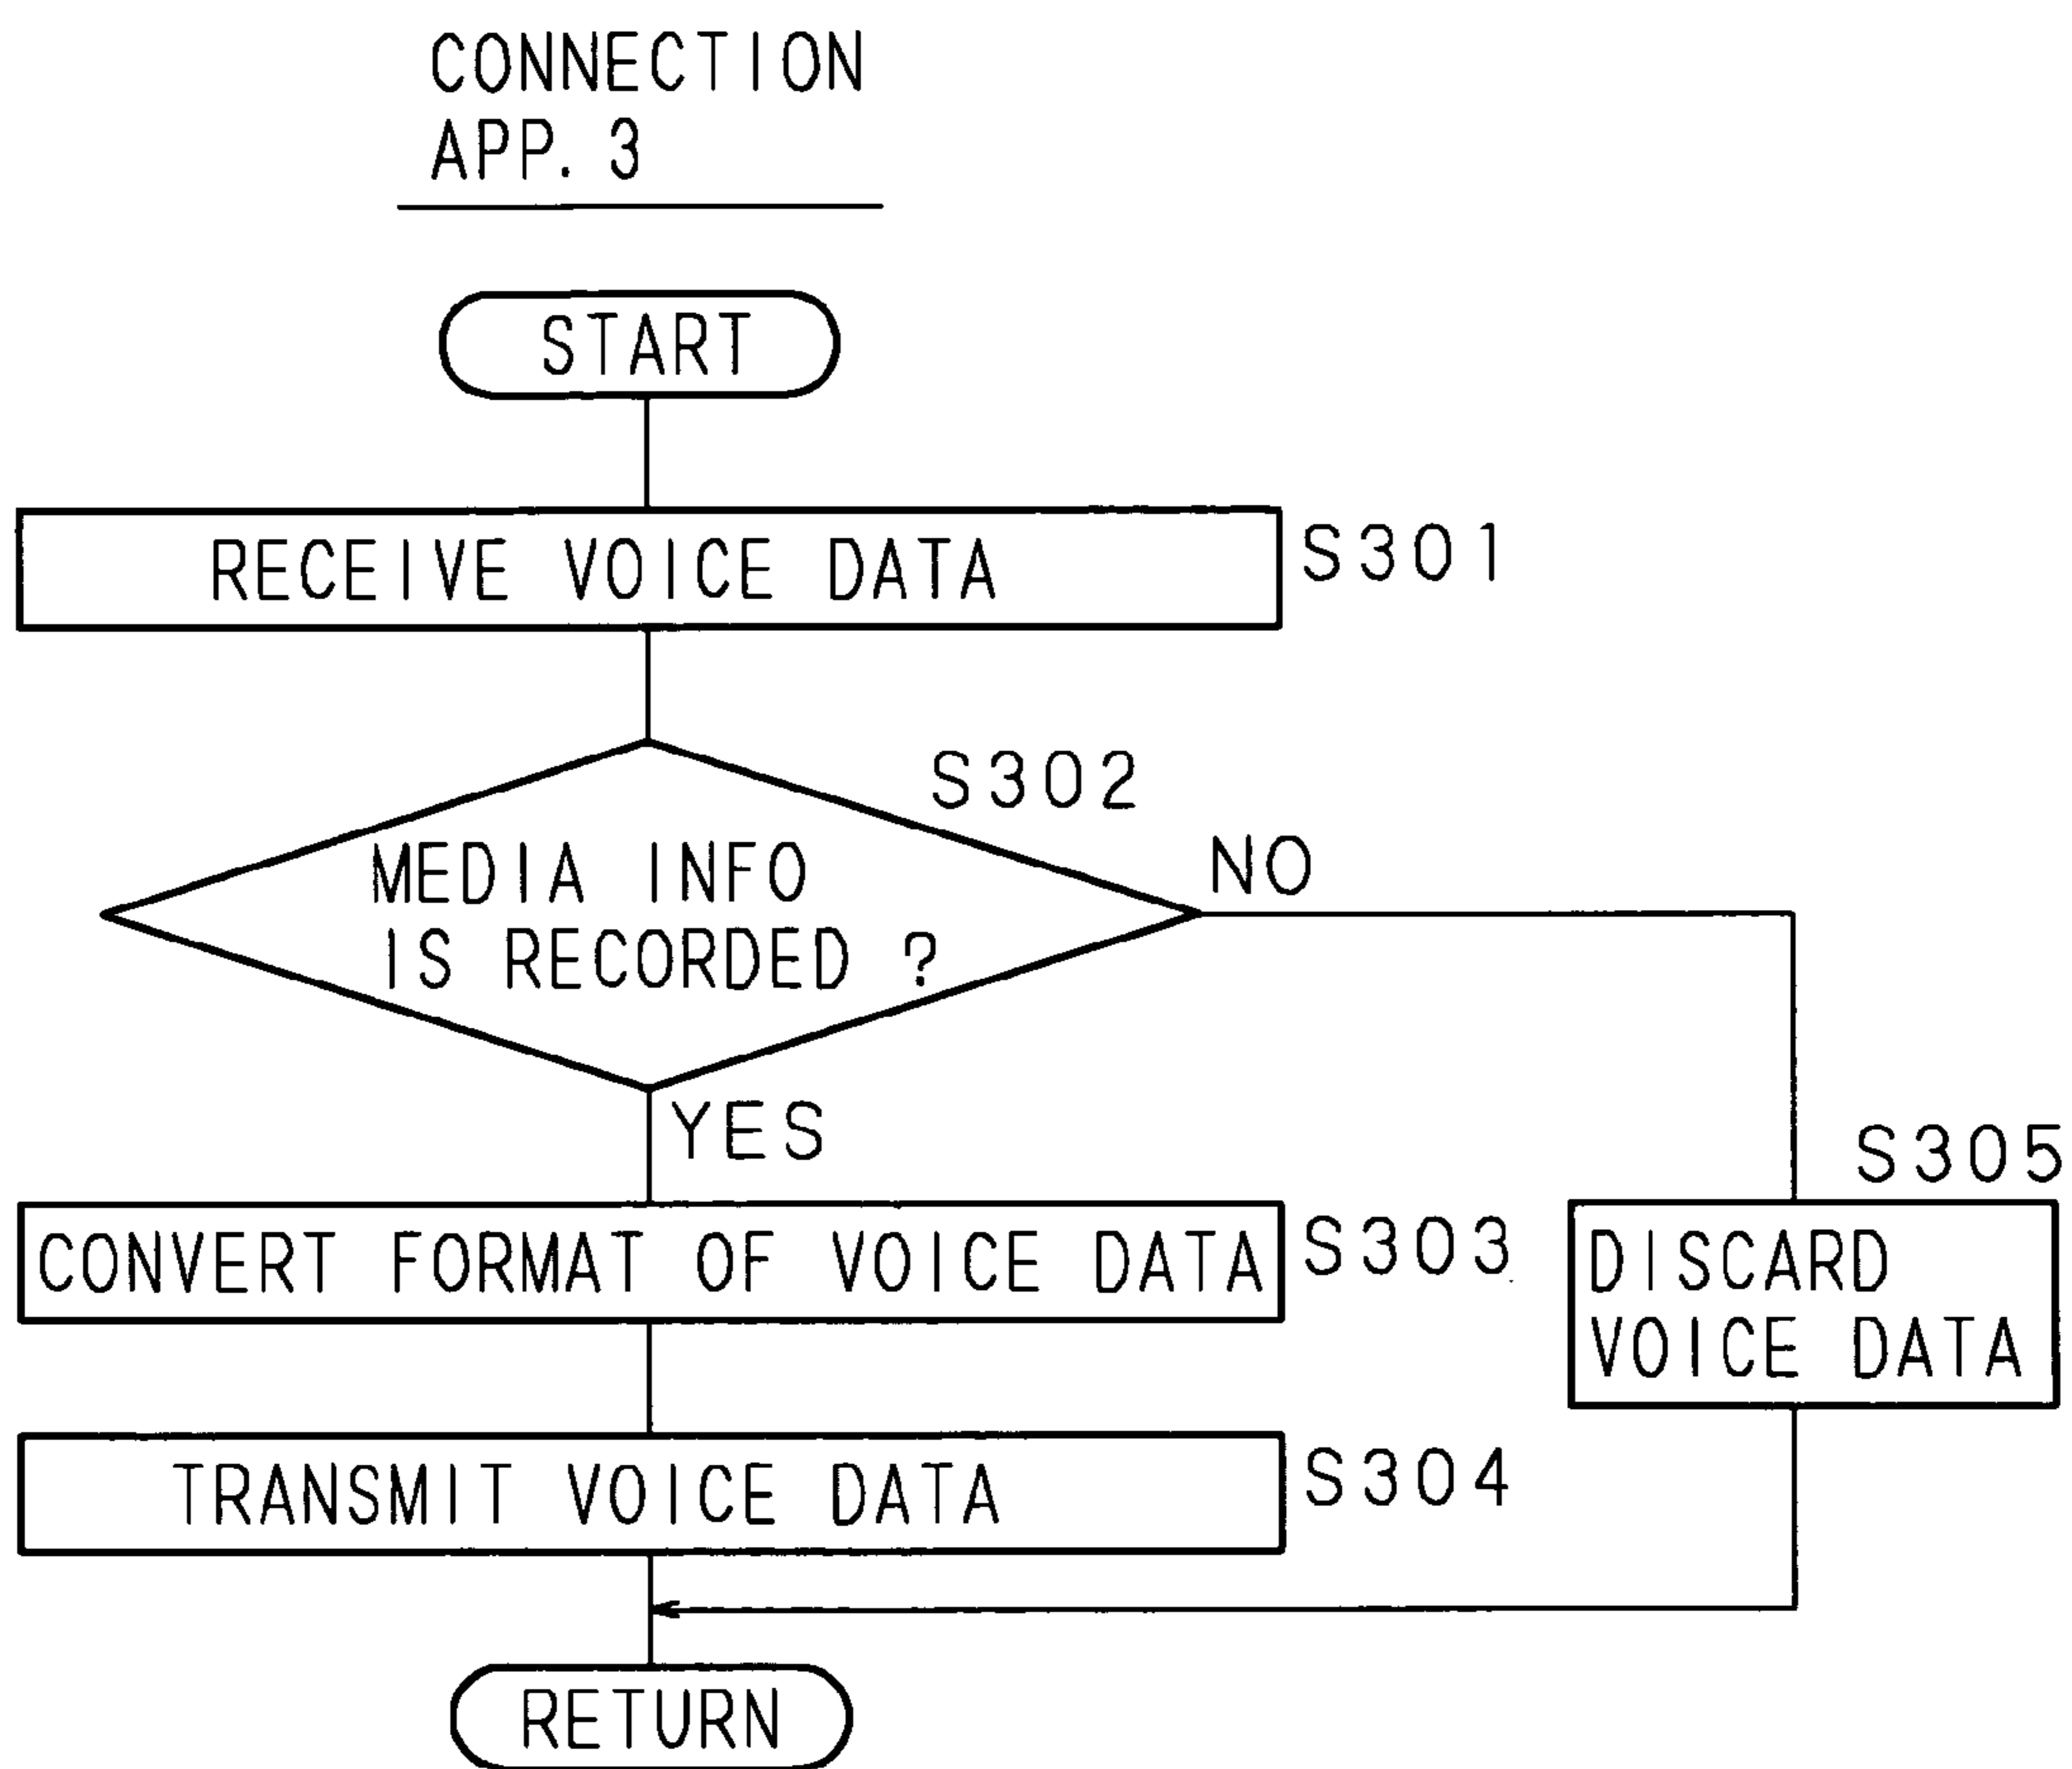 CONNECTION
APP. 3
START
RECEIVE VOICE DATA
S301
S302
MEDIA INFO
IS RECORDED ?
NO
YES
CONVERT FORMAT OF VOICE DATA
S303
S305
DISCARD
VOICE DATA
TRANSMIT VOICE DATA
S304
RETURN